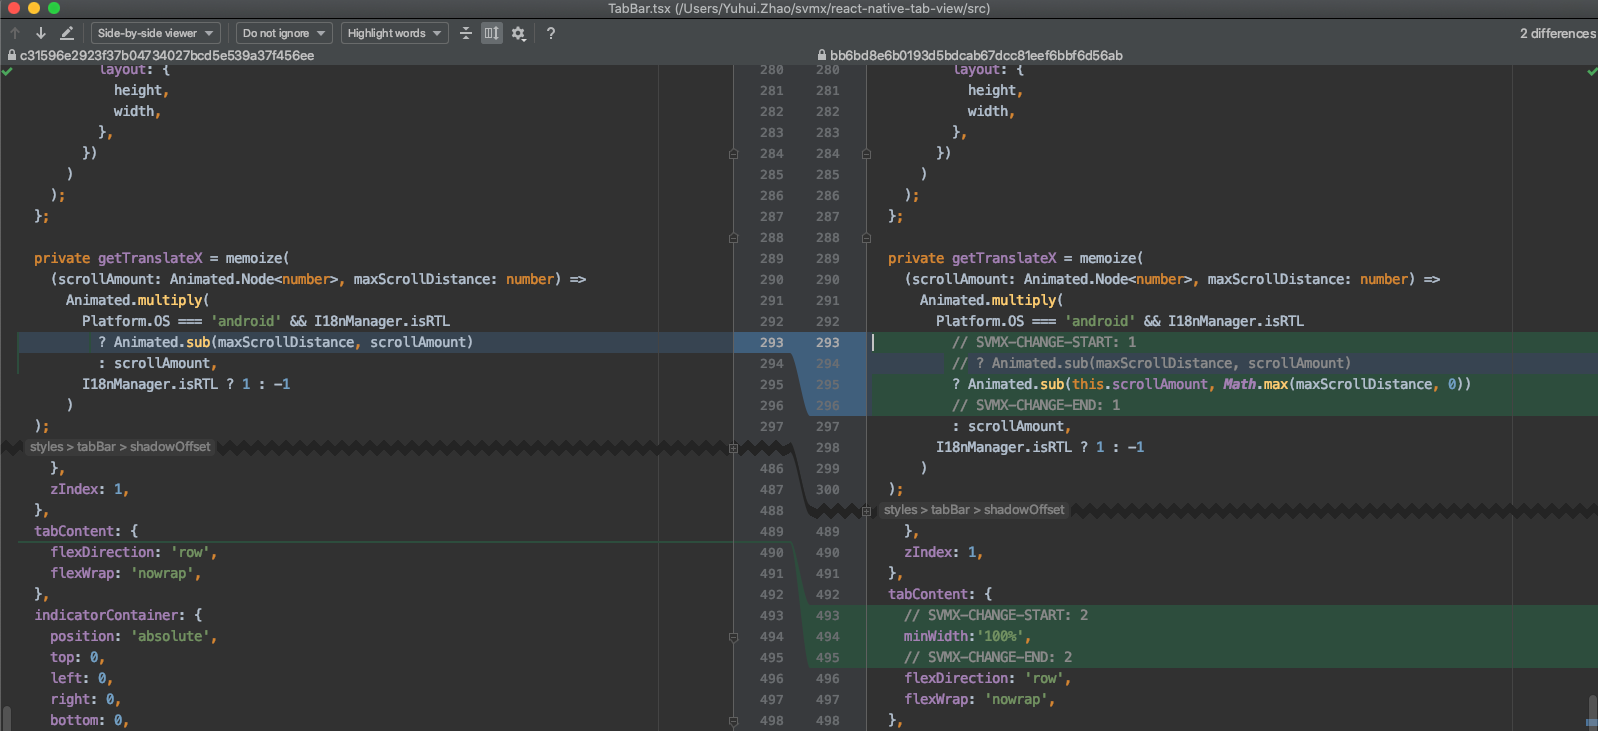 TabBar.tsx (/Users/Yuhui.Zhao/svmx/react-native-tab-view/src)
Side-by-side viewer
Do not ignore
Highlight words
?
2 differences
c31596e2923f37b04734027bcd5e539a37f456ee
layout: {
height,
width,
},
})
)
);
};
private getTranslateX = memoize(
(scrollAmount: Animated.Node<number>, maxScrollDistance: number) =>
Animated.multiply(
Platform.OS === 'android' && I18nManager.isRTL
? Animated.sub(maxScrollDistance, scrollAmount)
: scrollAmount,
I18nManager.isRTL ? 1 : -1
)
);
styles > tabBar > shadowOffset
},
zIndex: 1,
},
tabContent: {
flexDirection: 'row',
flexWrap: 'nowrap',
},
indicatorContainer: {
position: 'absolute',
top: 0,
left: 0,
right: 0,
bottom: 0,
280 280
281 281
282 282
283 283
284 284
285 285
286 286
287 287
288 288
289 289
290 290
291 291
292 292
293 293
294 294
295 295
296 296
297 297
298
486 299
487 300
488
489 489
490 490
491 491
492 492
493 493
494 494
495 495
496 496
497 497
498 498
bb6bd8e6b0193d5bdcab67dcc81eef6bbf6d56ab
layout: {
height,
width,
},
})
)
);
};
private getTranslateX = memoize(
(scrollAmount: Animated.Node<number>, maxScrollDistance: number) =>
Animated.multiply(
Platform.OS === 'android' && I18nManager.isRTL
// SVMX-CHANGE-START: 1
// ? Animated.sub(maxScrollDistance, scrollAmount)
? Animated.sub(this.scrollAmount, Math.max(maxScrollDistance, 0))
// SVMX-CHANGE-END: 1
: scrollAmount,
I18nManager.isRTL ? 1 : -1
)
);
styles > tabBar > shadowOffset
},
zIndex: 1,
},
tabContent: {
// SVMX-CHANGE-START: 2
minWidth:'100%',
// SVMX-CHANGE-END: 2
flexDirection: 'row',
flexWrap: 'nowrap',
},